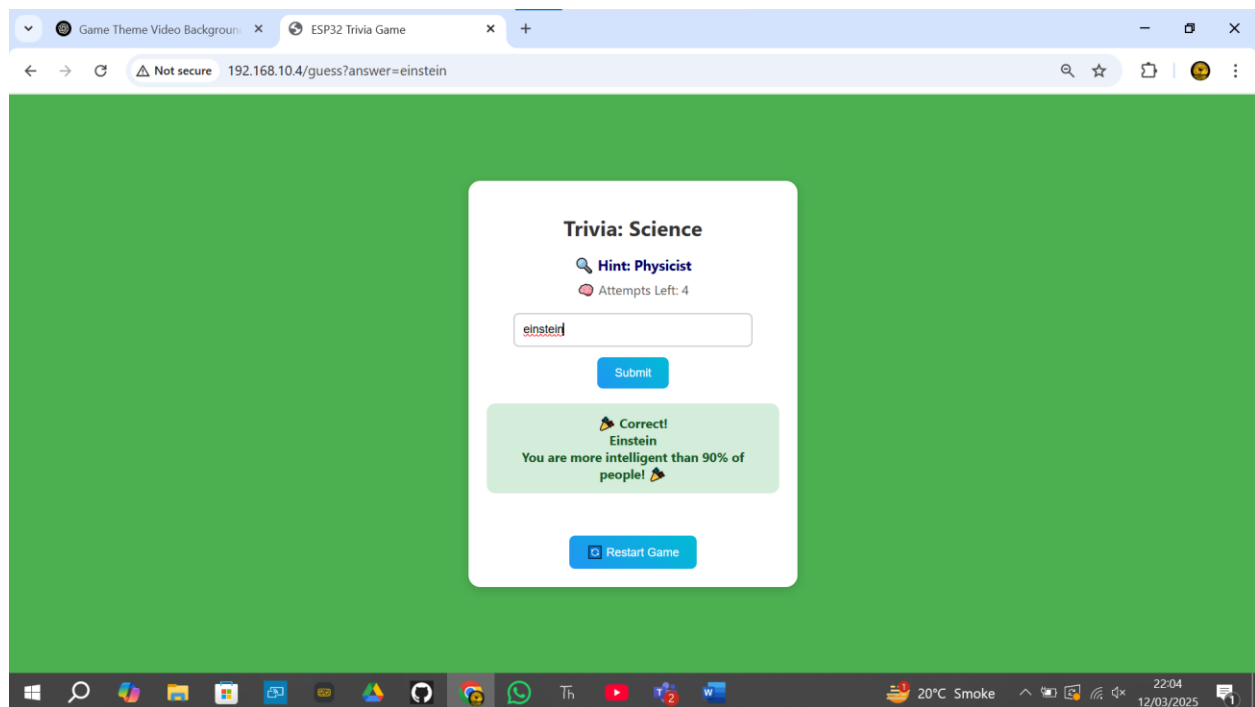 Game Theme Video Backgroun
ESP32 Trivia Game
Not secure
192.168.10.4/guess?answer=einstein
Trivia: Science
Hint: Physicist
Attempts Left: 4
einstein
Submit
Correct!
Einstein
You are more intelligent than 90% of
people!
Restart Game
Th
20°C Smoke
22:04
12/03/2025